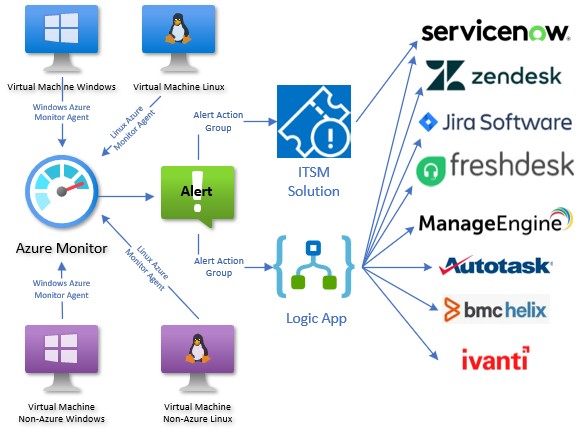 servicenow.
Virtual Machine Windows
Virtual Machine Linux
zendesk
Windows Azure
Monitor Agent
Linux Azure
Monitor Agent
Alert Action
Group
Jira Software
ITSM
Solution
freshdesk
Alert
ManageEngine
Azure Monitor
Linux Azure
Monitor Agent
Alert Action
Group
Autotask®
Windows Azure
Monitor Agent
Logic App
bmc helix
ivanti
Virtual Machine
Non-Azure Windows
Virtual Machine
Non-Azure Linux